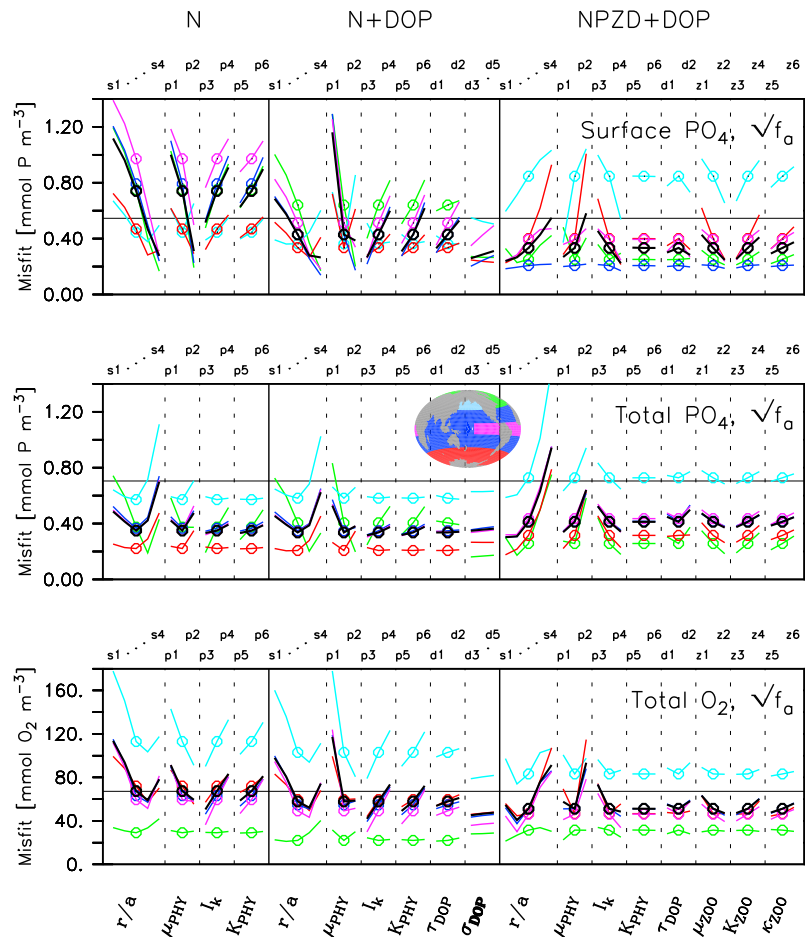 N N+DOP NPZD+DOP
s4 p2 p4 p6 s4 p2 p4 p6 d2 d5 s4 p2 p4 p6 d2 z2 z4 z6
s1 p1 p3 p5 s1 p1 p3 p5 d1 d3 s1 p1 p3 p5 d1 z1 z3 z5
Misfit [mmol P m⁻³]
1.20
0.80
0.40
0.00
Surface PO₄, √fₐ
s4 p2 p4 p6 s4 p2 p4 p6 d2 d5 s4 p2 p4 p6 d2 z2 z4 z6
s1 p1 p3 p5 s1 p1 p3 p5 d1 d3 s1 p1 p3 p5 d1 z1 z3 z5
Misfit [mmol P m⁻³]
1.20
0.80
0.40
0.00
Total PO₄, √fₐ
s4 p2 p4 p6 s4 p2 p4 p6 d2 d5 s4 p2 p4 p6 d2 z2 z4 z6
s1 p1 p3 p5 s1 p1 p3 p5 d1 d3 s1 p1 p3 p5 d1 z1 z3 z5
Misfit [mmol O₂ m⁻³]
160.
120.
80.
40.
0.
Total O₂, √fₐ
r/a μPHY Iₖ KPHY r/a μPHY Iₖ KPHY τDOP σDOP r/a μPHY Iₖ KPHY τDOP μZOO KZOO κZOO